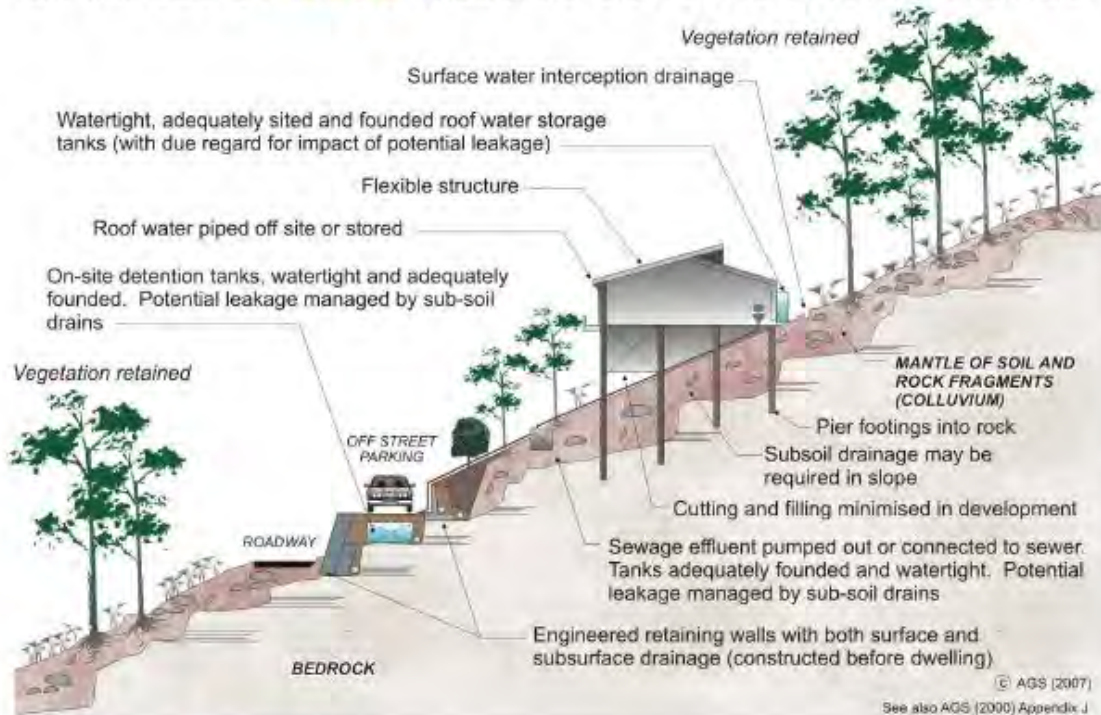 Vegetation retained
Surface water interception drainage
Watertight, adequately sited and founded roof water storage
tanks (with due regard for impact of potential leakage)
Flexible structure
Roof water piped off site or stored
On-site detention tanks, watertight and adequately
founded. Potential leakage managed by sub-soil
drains
Vegetation retained
MANTLE OF SOIL AND
ROCK FRAGMENTS
(COLLUVIUM)
Pier footings into rock
OFF STREET
PARKING
Subsoil drainage may be
required in slope
Cutting and filling minimised in development
ROADWAY
Sewage effluent pumped out or connected to sewer.
Tanks adequately founded and watertight. Potential
leakage managed by sub-soil drains
Engineered retaining walls with both surface and
subsurface drainage (constructed before dwelling)
BEDROCK
© AGS (2007)
See also AGS (2000) Appendix J